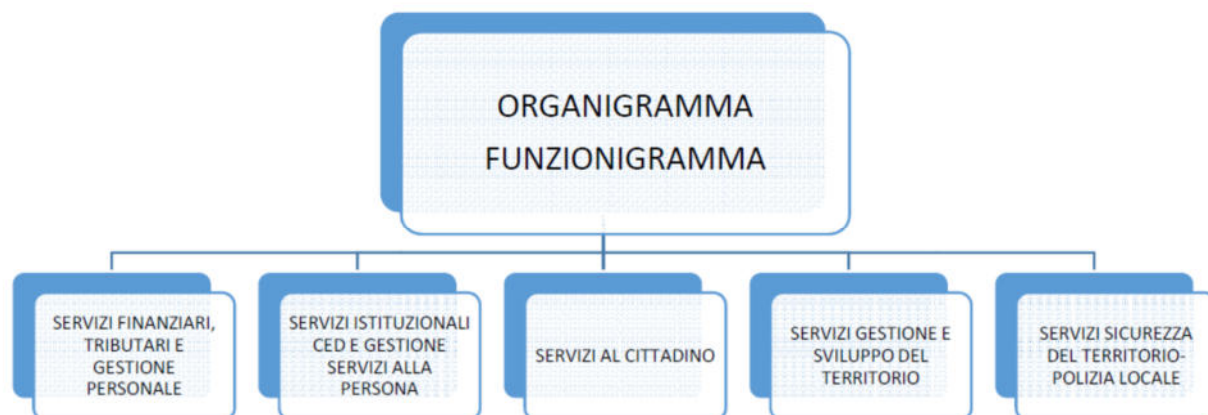 ORGANIGRAMMA
FUNZIONIGRAMMA
SERVIZI FINANZIARI,
TRIBUTARI E
GESTIONE
PERSONALE
SERVIZI ISTITUZIONALI
CED E GESTIONE
SERVIZI ALLA
PERSONA
SERVIZI AL CITTADINO
SERVIZI GESTIONE E
SVILUPPO DEL
TERRITORIO
SERVIZI SICUREZZA
DEL TERRITORIO-
POLIZIA LOCALE